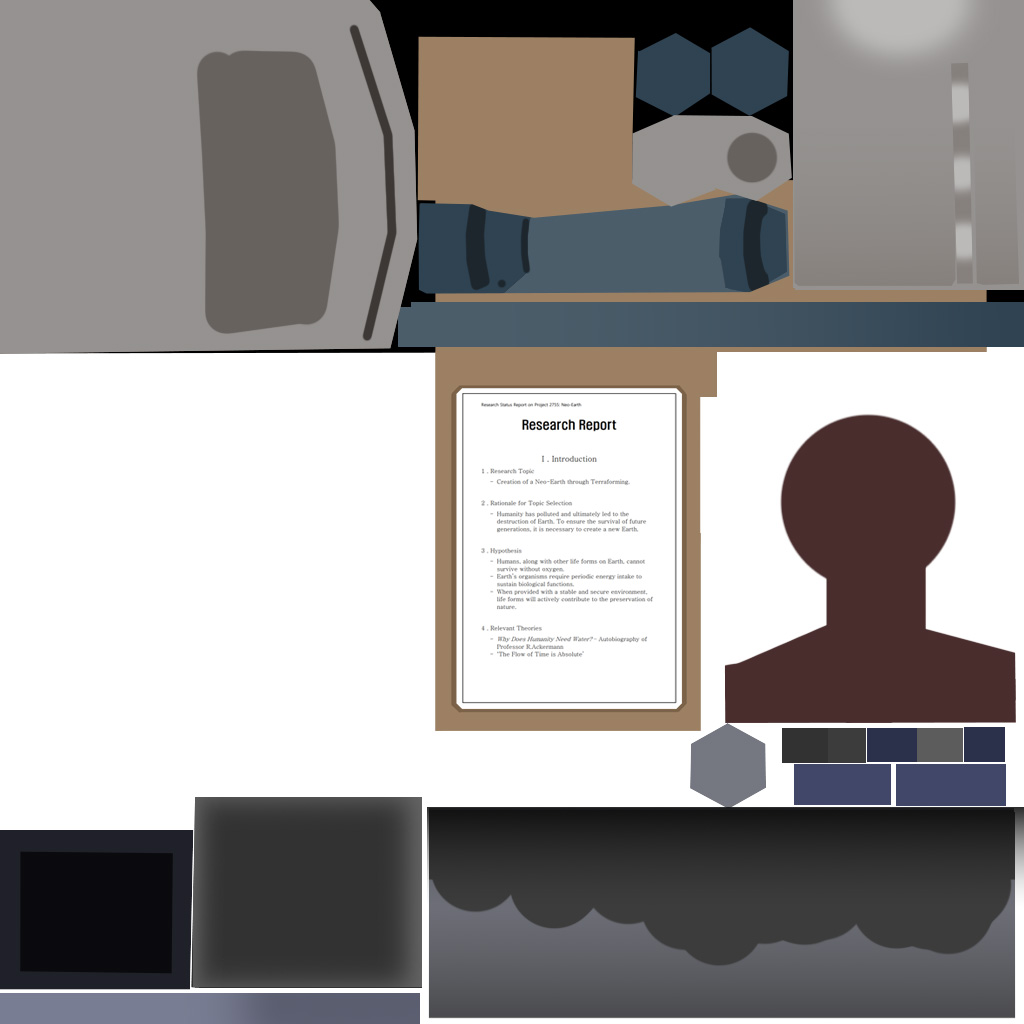 Research Status Report on Project 2755: Neo-Earth
Research Report
Ⅰ. Introduction
1. Research Topic
- Creation of a Neo-Earth through Terraforming.
2. Rationale for Topic Selection
- Humanity has polluted and ultimately led to the
destruction of Earth. To ensure the survival of future
generations, it is necessary to create a new Earth.
3. Hypothesis
- Humans, along with other life forms on Earth, cannot
survive without oxygen.
- Earth's organisms require periodic energy intake to
sustain biological functions.
- When provided with a stable and secure environment,
life forms will actively contribute to the preservation of
nature.
4. Relevant Theories
- Why Does Humanity Need Water? - Autobiography of
Professor R.Ackermann
- 'The Flow of Time is Absolute'